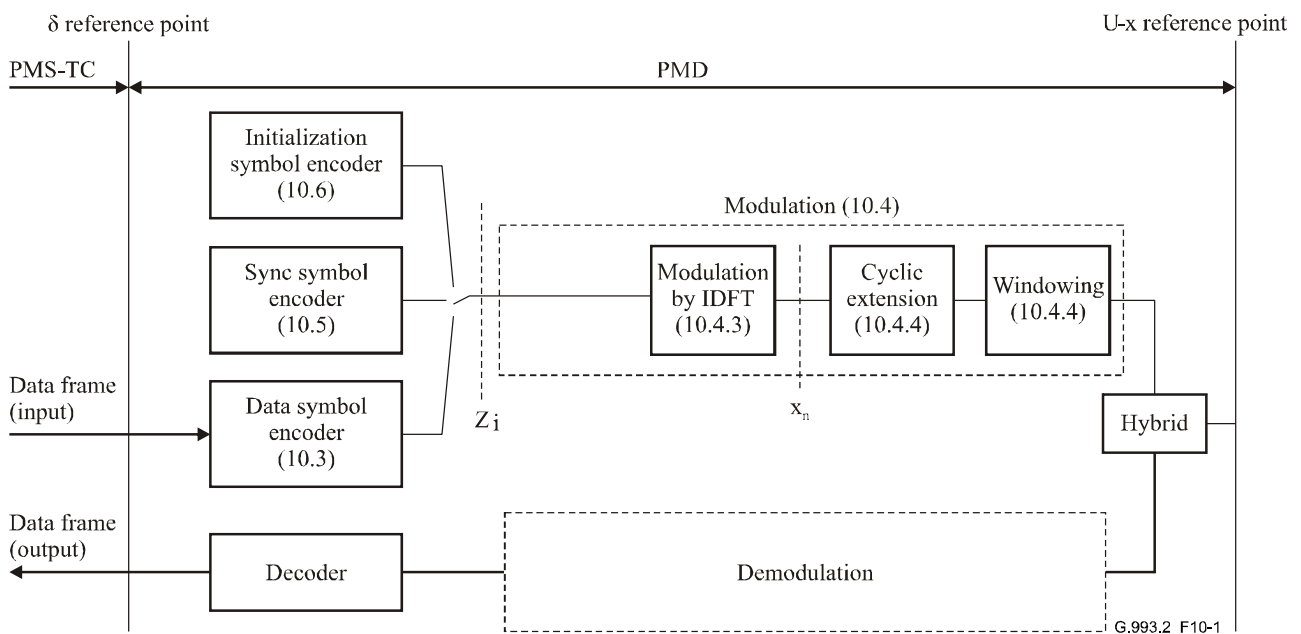 δ reference point
U-x reference point
PMS-TC
PMD
Initialization
symbol encoder
(10.6)
Modulation (10.4)
Sync symbol
encoder
(10.5)
Modulation
by IDFT
(10.4.3)
Cyclic
extension
(10.4.4)
Windowing
(10.4.4)
Data frame
(input)
Data symbol
encoder
(10.3)
Zi
xn
Hybrid
Data frame
(output)
Decoder
Demodulation
G.993.2_F10-1